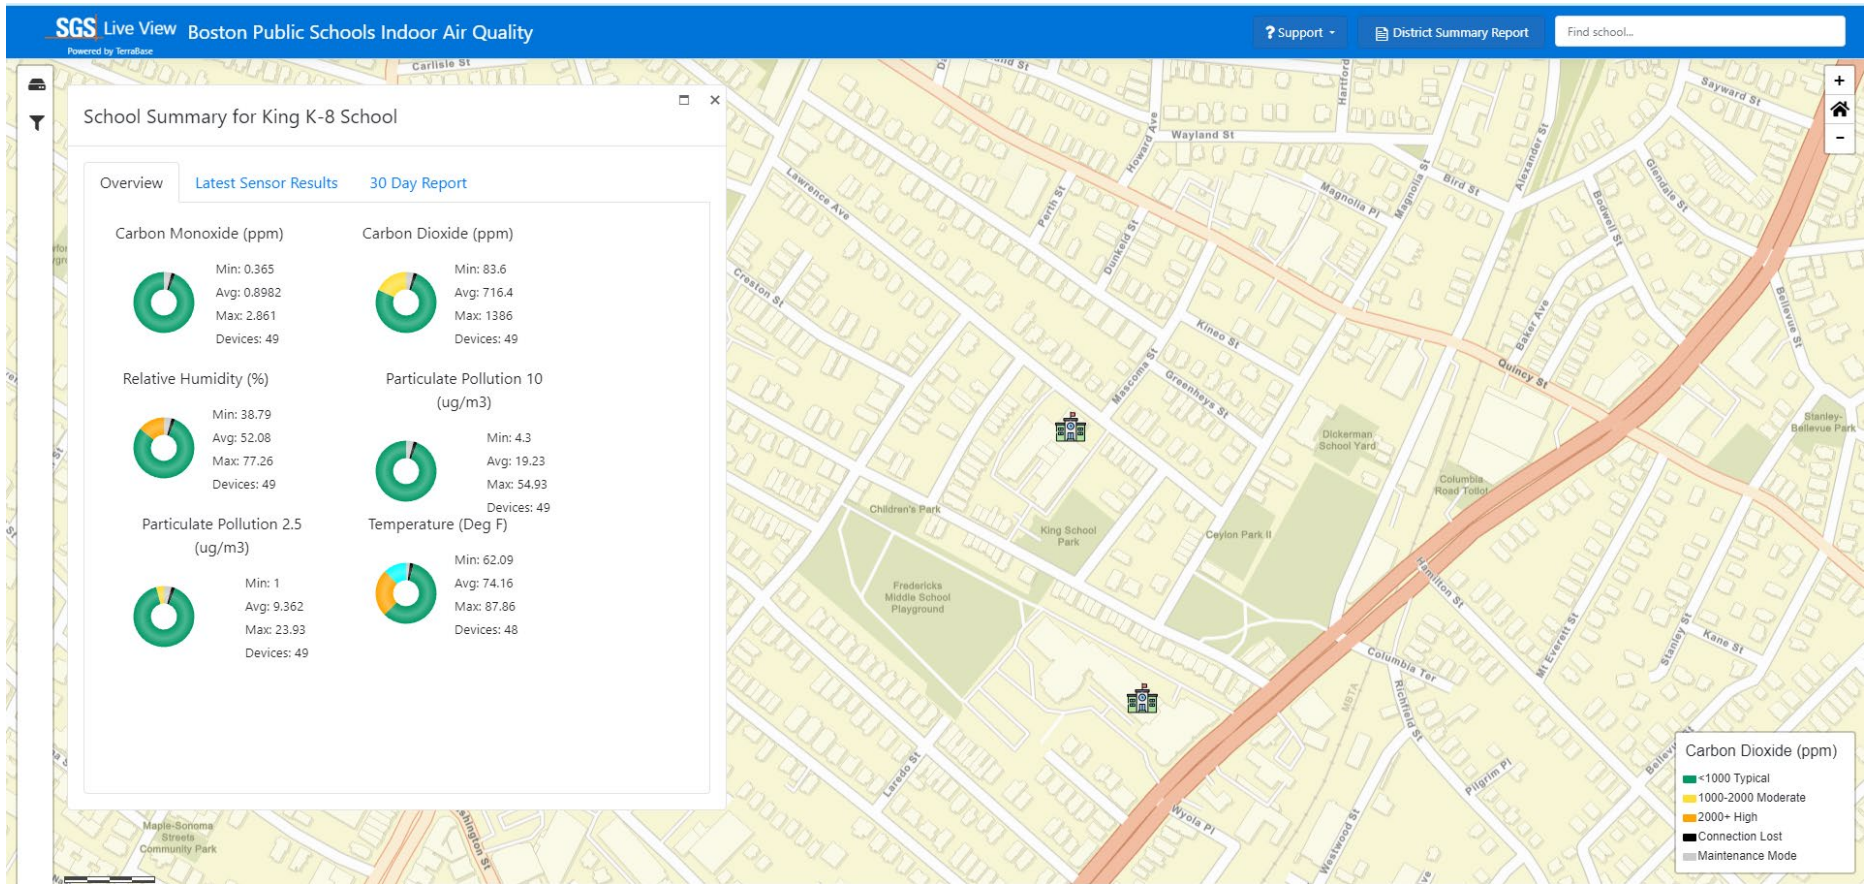 SGS Live View
Powered by TerraBase
Boston Public Schools Indoor Air Quality
? Support
District Summary Report
Find school...
School Summary for King K-8 School
Overview
Latest Sensor Results
30 Day Report
Carbon Monoxide (ppm)
Min: 0.365
Avg: 0.8982
Max: 2.861
Devices: 49
Carbon Dioxide (ppm)
Min: 83.6
Avg: 716.4
Max: 1386
Devices: 49
Relative Humidity (%)
Min: 38.79
Avg: 52.08
Max: 77.26
Devices: 49
Particulate Pollution 10
(ug/m3)
Min: 4.3
Avg: 19.23
Max: 54.93
Devices: 49
Particulate Pollution 2.5
(ug/m3)
Min: 1
Avg: 9.362
Max: 23.93
Devices: 49
Temperature (Deg F)
Min: 62.09
Avg: 74.16
Max: 87.86
Devices: 48
Carlisle St
Wayland St
Howard Ave
Hartford
Sayward St
Alexander St
Glendale St
Bird St
Magnolia St
Magnolia Pl
Bodwell St
Lawrence Ave
Perth St
Dunkeld St
Creston St
Bellevue St
Kineo St
Baker Ave
Mascoma St
Greenheys St
Quincy St
Stanley-
Bellevue Park
Dickerman
School Yard
Columbia
Road Totlot
Children's Park
King School
Park
Ceylon Park II
Fredericks
Middle School
Playground
Hamilton St
Mt Everett St
Stanley St
Kane St
Columbia Ter
MBTA
Richfield St
Laredo St
Pilgrim Pl
Wyola Pl
Westwood St
Maple-Sonoma
Streets
Community Park
Carbon Dioxide (ppm)
<1000 Typical
1000-2000 Moderate
2000+ High
Connection Lost
Maintenance Mode